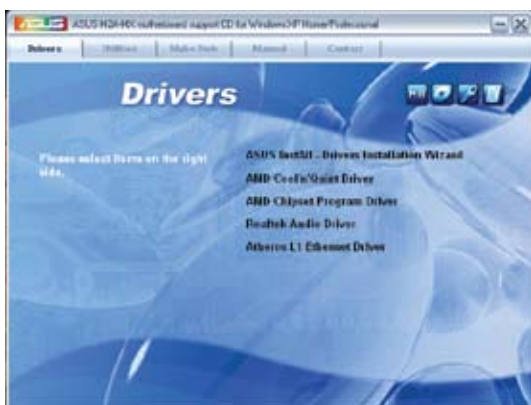 ASUS M2A-MX motherboard support CD for Windows XP Home/Professional
Drivers
Utilities
Make Disk
Manual
Contact
Drivers
Please select items on the right
side.
ASUS InstAll - Drivers Installation Wizard
AMD Cool'n'Quiet Driver
AMD Chipset Program Driver
Realtek Audio Driver
Atheros L1 Ethernet Driver